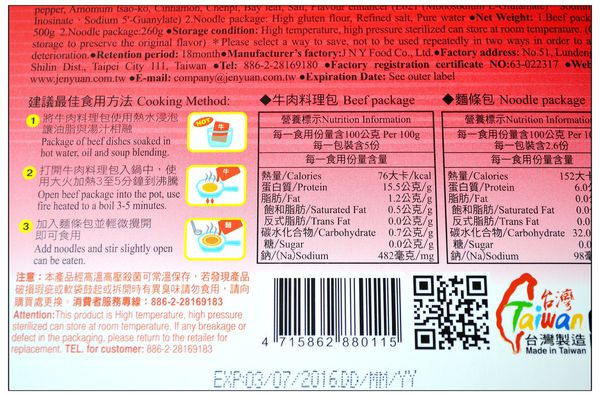 pepper, Amomum tsao-ko, Cinnamon, Chenpi, Bay leaf, Salt, Flavour enhancer E621 (Mo
Inosinate, Sodium 5'-Guanylate) 2.Noodle package: High gluten flour, Refined salt, Pure water ●Net Weight: 1.Beef pack
500g 2.Noodle package:260g ●Storage condition: High temperature, high pressure sterilized can store at room temperature. (C
storage to preserve the original flavor) ＊Please select a way to save, not to be used repeatedly in two ways in order to a
deterioration.●Retention period: 18month●Manufacturer's factory:J N Y Food Co., Ltd.●Factory address: No.51, Lundeng
Shilin Dist., Taipei City 111, Taiwan ●Tel: 886-2-28169180 ●Factory registration certificate NO:63-022317 ●Web
www.jenyuan.com.tw ●E-mail: company@jenyuan.com.tw ●Expiration Date: See outer label
建議最佳食用方法 Cooking Method:
1 將牛肉料理包使用熱水浸泡
讓油脂與湯汁相融
Package of beef dishes soaked in
hot water, oil and soup blending.
HOT
牛
2 打開牛肉料理包入鍋中，使
用大火加熱3至5分鐘到沸騰
Open beef package into the pot, use
fire heated to a boil 3-5 minutes.
牛
3 加入麵條包並輕微攪開
即可食用
Add noodles and stir slightly open
can be eaten.
麵
◆牛肉料理包 Beef package
營養標示Nutrition Information
每一食用份量含100公克 Per 100g
每一包裝含5份
每一食用份量含量
熱量/Calories 76大卡/kcal
蛋白質/Protein 15.5公克/g
脂肪/Fat 1.2公克/g
飽和脂肪/Saturated Fat 0.5公克/g
反式脂肪/Trans Fat 0.0公克/g
碳水化合物/Carbohydrate 0.7公克/g
糖/Sugar 0.0公克/g
鈉/(Na)Sodium 482毫克/mg
◆麵條包 Noodle package
營養標示Nutrition Informat
每一食用份量含100公克 Per
每一包裝含2.6份
每一食用份量含量
熱量/Calories 152大
蛋白質/Protein 6.0
脂肪/Fat
飽和脂肪/Saturated Fat
反式脂肪/Trans Fat 0.0
碳水化合物/Carbohydrate 32.0
糖/Sugar 0.0
鈉/(Na)Sodium 98毫
注意：本產品經高溫高壓殺菌可常溫保存，若發現產品
破損瑕疵或軟袋鼓起或拆開時有異臭味請勿食用，請向
購買處更換。消費者服務專線：886-2-28169183
Attention:This product is High temperature, high pressure
sterilized can store at room temperature. If any breakage or
defect in the packaging, please return to the retailer for
replacement. TEL. for customer: 886-2-28169183
4 715862 880115
台灣
Taiwan
台灣製造
Made in Taiwan
EXP:03/07/2016.DD/MM/YY